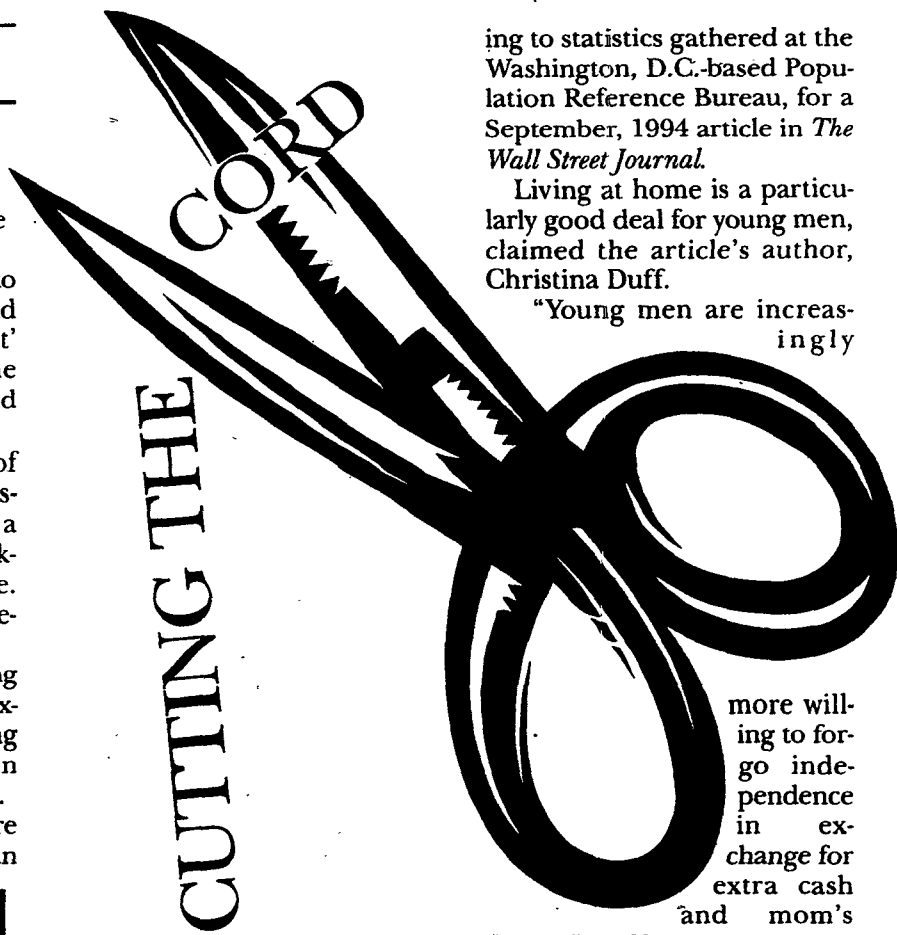 CUTTING THE
CORD
e
o
d
t'
e
d
of
s-
a
k-
e.
e-
g
x-
g
n
.
re
n
ing to statistics gathered at the
Washington, D.C.-based Popu-
lation Reference Bureau, for a
September, 1994 article in The
Wall Street Journal.
Living at home is a particu-
larly good deal for young men,
claimed the article's author,
Christina Duff.
"Young men are increas-
ingly
more will-
ing to for-
go inde-
pendence
in ex-
change for
extra cash
and mom's